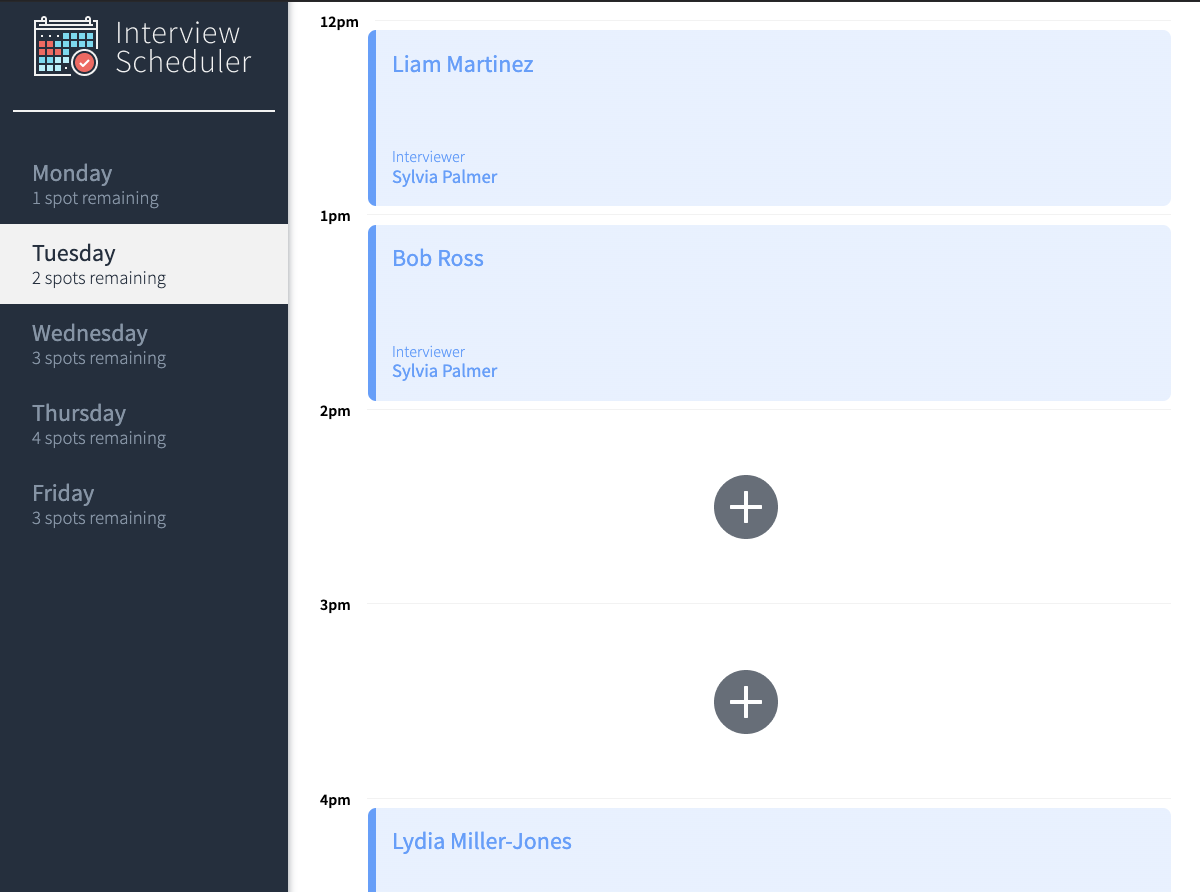 Interview
Scheduler
Monday
1 spot remaining
Tuesday
2 spots remaining
Wednesday
3 spots remaining
Thursday
4 spots remaining
Friday
3 spots remaining
12pm
Liam Martinez
Interviewer
Sylvia Palmer
1pm
Bob Ross
Interviewer
Sylvia Palmer
2pm
3pm
4pm
Lydia Miller-Jones